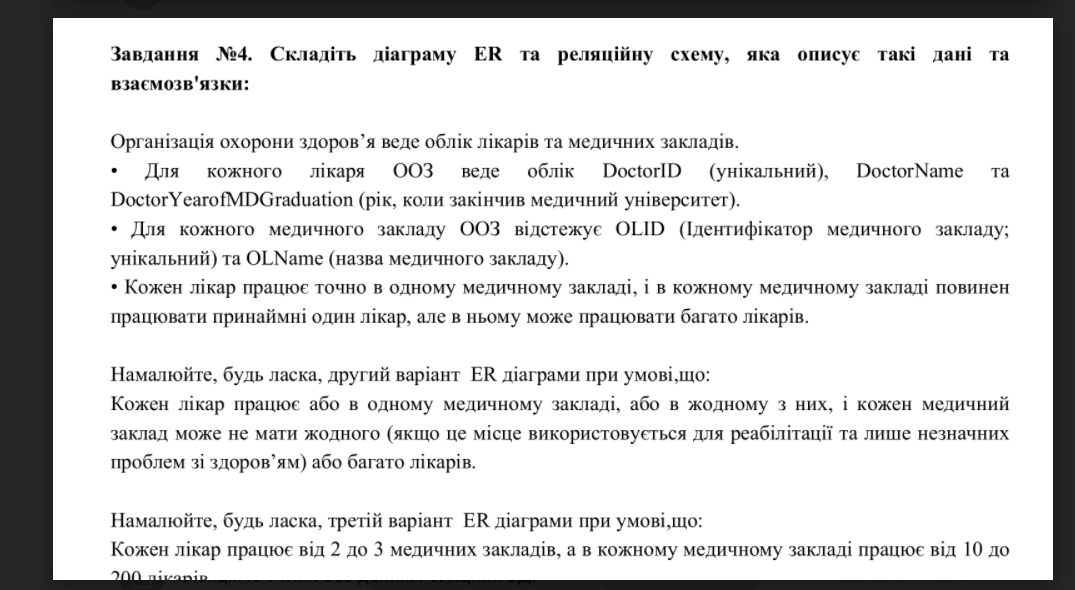 Завдання №4. Складіть діаграму ER та реляційну схему, яка описує такі дані та
взаємозв'язки:
Організація охорони здоров’я веде облік лікарів та медичних закладів.
• Для кожного лікаря ООЗ веде облік DoctorID (унікальний), DoctorName та
DoctorYearofMDGraduation (рік, коли закінчив медичний університет).
• Для кожного медичного закладу ООЗ відстежує OLID (Ідентифікатор медичного закладу;
унікальний) та OLName (назва медичного закладу).
• Кожен лікар працює точно в одному медичному закладі, і в кожному медичному закладі повинен
працювати принаймні один лікар, але в ньому може працювати багато лікарів.
Намалюйте, будь ласка, другий варіант ER діаграми при умові,що:
Кожен лікар працює або в одному медичному закладі, або в жодному з них, і кожен медичний
заклад може не мати жодного (якщо це місце використовується для реабілітації та лише незначних
проблем зі здоров’ям) або багато лікарів.
Намалюйте, будь ласка, третій варіант ER діаграми при умові,що:
Кожен лікар працює від 2 до 3 медичних закладів, а в кожному медичному закладі працює від 10 до
200 лікарів